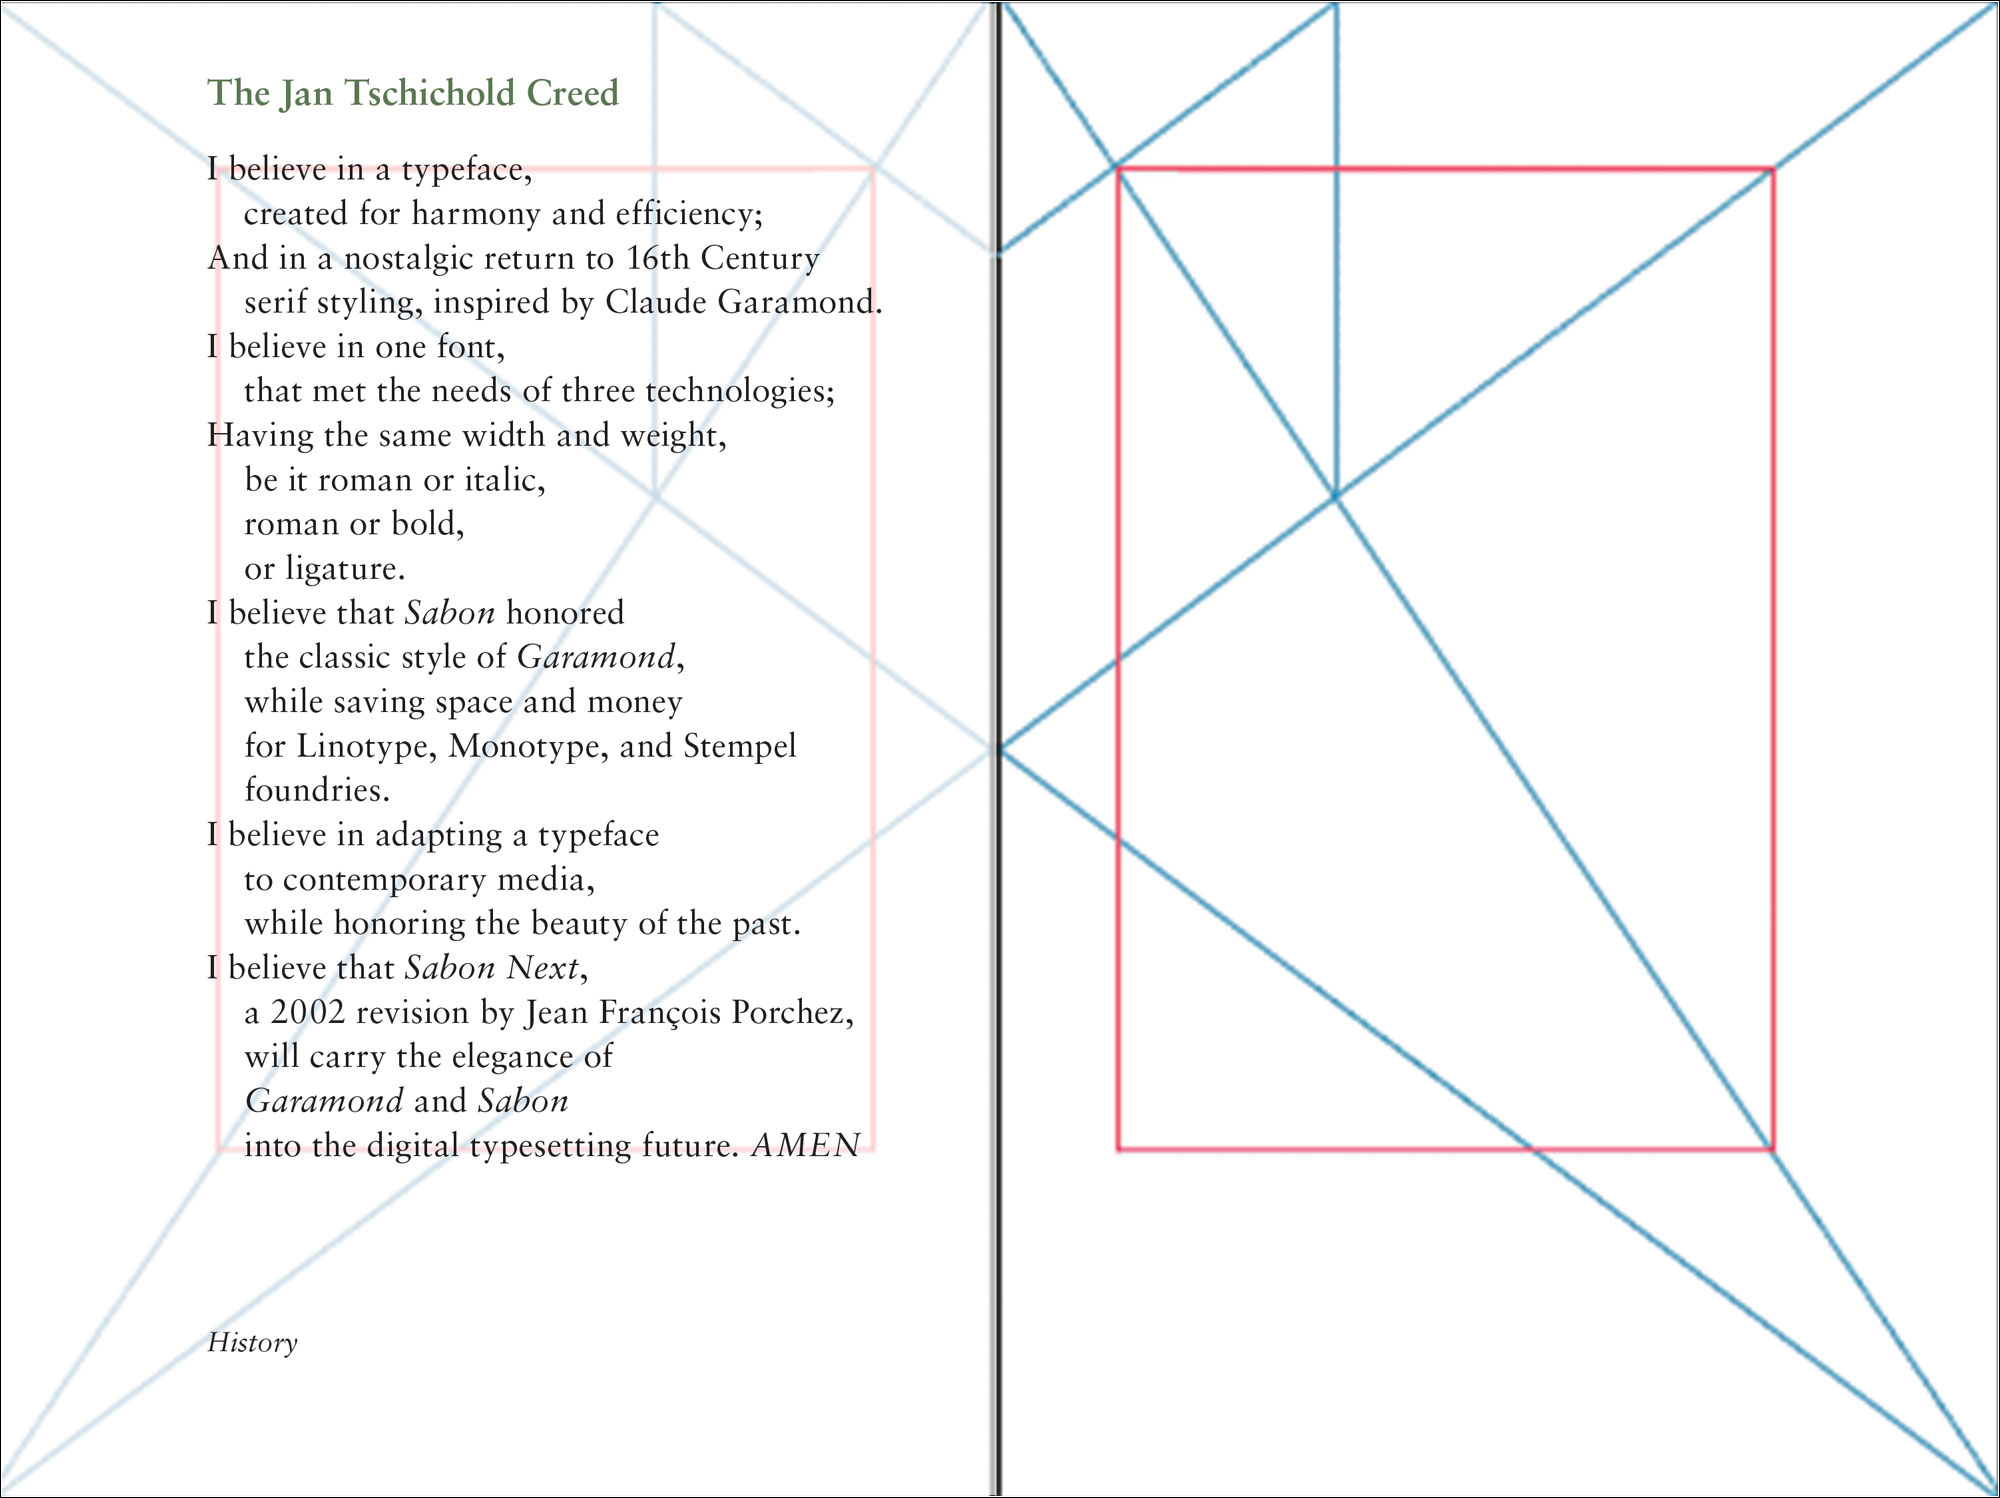 The Jan Tschichold Creed
I believe in a typeface,
created for harmony and efficiency;
And in a nostalgic return to 16th Century
serif styling, inspired by Claude Garamond.
I believe in one font,
that met the needs of three technologies;
Having the same width and weight,
be it roman or italic,
roman or bold,
or ligature.
I believe that Sabon honored
the classic style of Garamond,
while saving space and money
for Linotype, Monotype, and Stempel
foundries.
I believe in adapting a typeface
to contemporary media,
while honoring the beauty of the past.
I believe that Sabon Next,
a 2002 revision by Jean François Porchez,
will carry the elegance of
Garamond and Sabon
into the digital typesetting future. AMEN
History